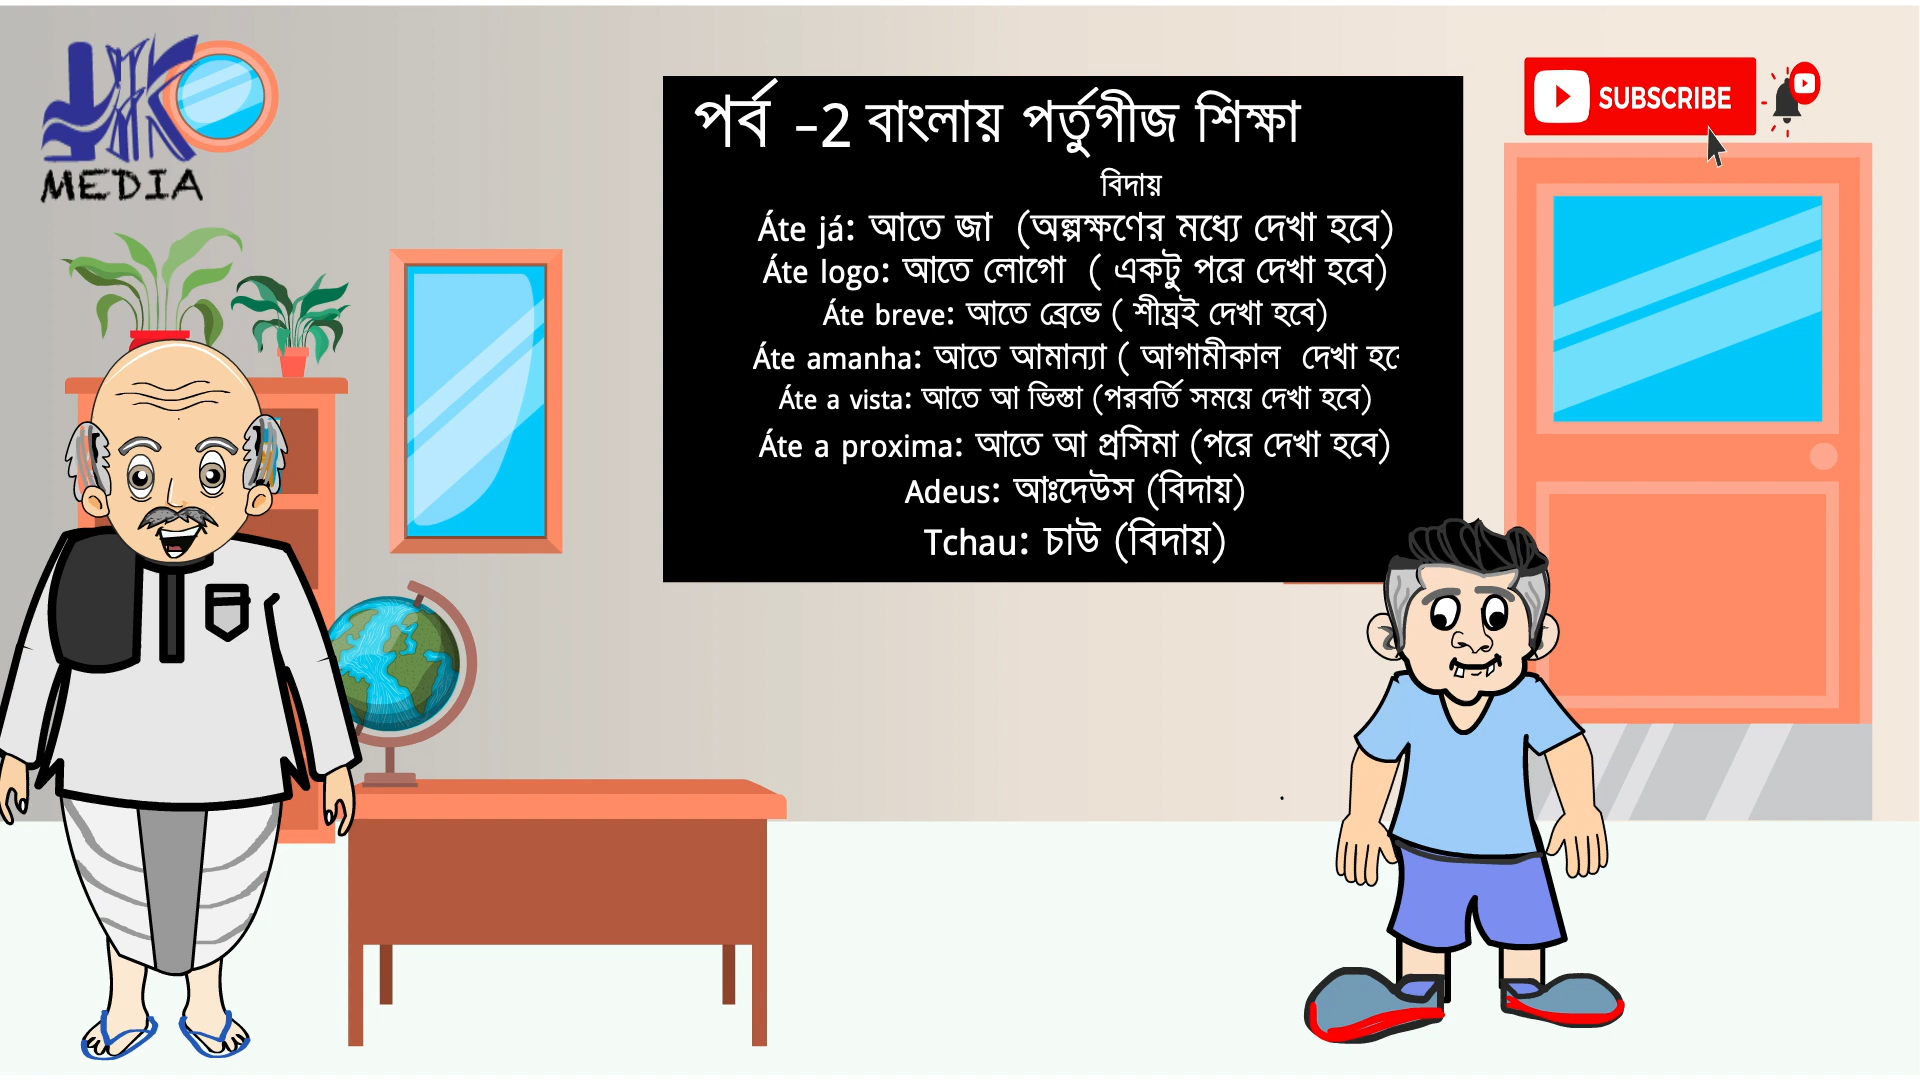 JKO
MEDIA
SUBSCRIBE
পর্ব -2 বাংলায় পর্তুগীজ শিক্ষা
বিদায়
Áte já: আতে জা (অল্পক্ষণের মধ্যে দেখা হবে)
Áte logo: আতে লোগো ( একটু পরে দেখা হবে)
Áte breve: আতে ব্রেভে ( শীঘ্রই দেখা হবে)
Áte amanha: আতে আমান্যা ( আগামীকাল দেখা হবে
Áte a vista: আতে আ ভিস্তা (পরবর্তি সময়ে দেখা হবে)
Áte a proxima: আতে আ প্রসিমা (পরে দেখা হবে)
Adeus: আঃদেউস (বিদায়)
Tchau: চাউ (বিদায়)